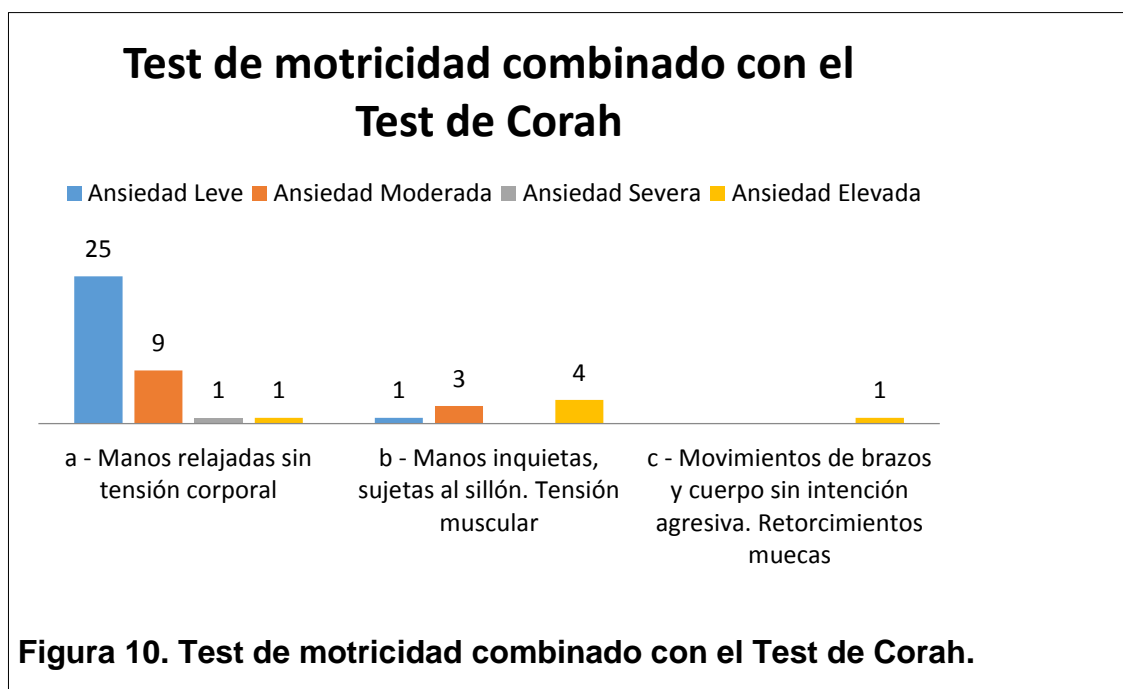 Test de motricidad combinado con el
Test de Corah
Ansiedad Leve Ansiedad Moderada Ansiedad Severa Ansiedad Elevada
25
9
1
1
1
3
4
1
a - Manos relajadas sin
tensión corporal
b - Manos inquietas,
sujetas al sillón. Tensión
muscular
c - Movimientos de brazos
y cuerpo sin intención
agresiva. Retorcimientos
muecas
Figura 10. Test de motricidad combinado con el Test de Corah.